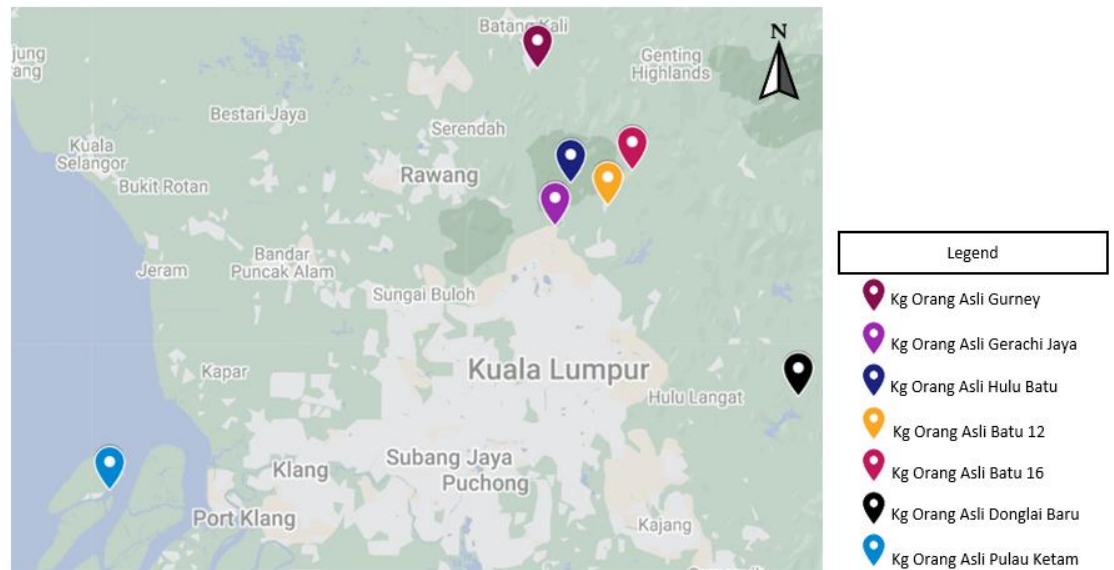 Batang Kali
N
jung
ang
Genting
Highlands
Bestari Jaya
Serendah
Kuala
Selangor
Rawang
Bukit Rotan
Bandar
Puncak Alam
Jeram
Sungai Buloh
Kapar
Kuala Lumpur
Hulu Langat
Subang Jaya
Klang
Puchong
Port Klang
Kajang
Legend
Kg Orang Asli Gurney
Kg Orang Asli Gerachi Jaya
Kg Orang Asli Hulu Batu
Kg Orang Asli Batu 12
Kg Orang Asli Batu 16
Kg Orang Asli Donglai Baru
Kg Orang Asli Pulau Ketam